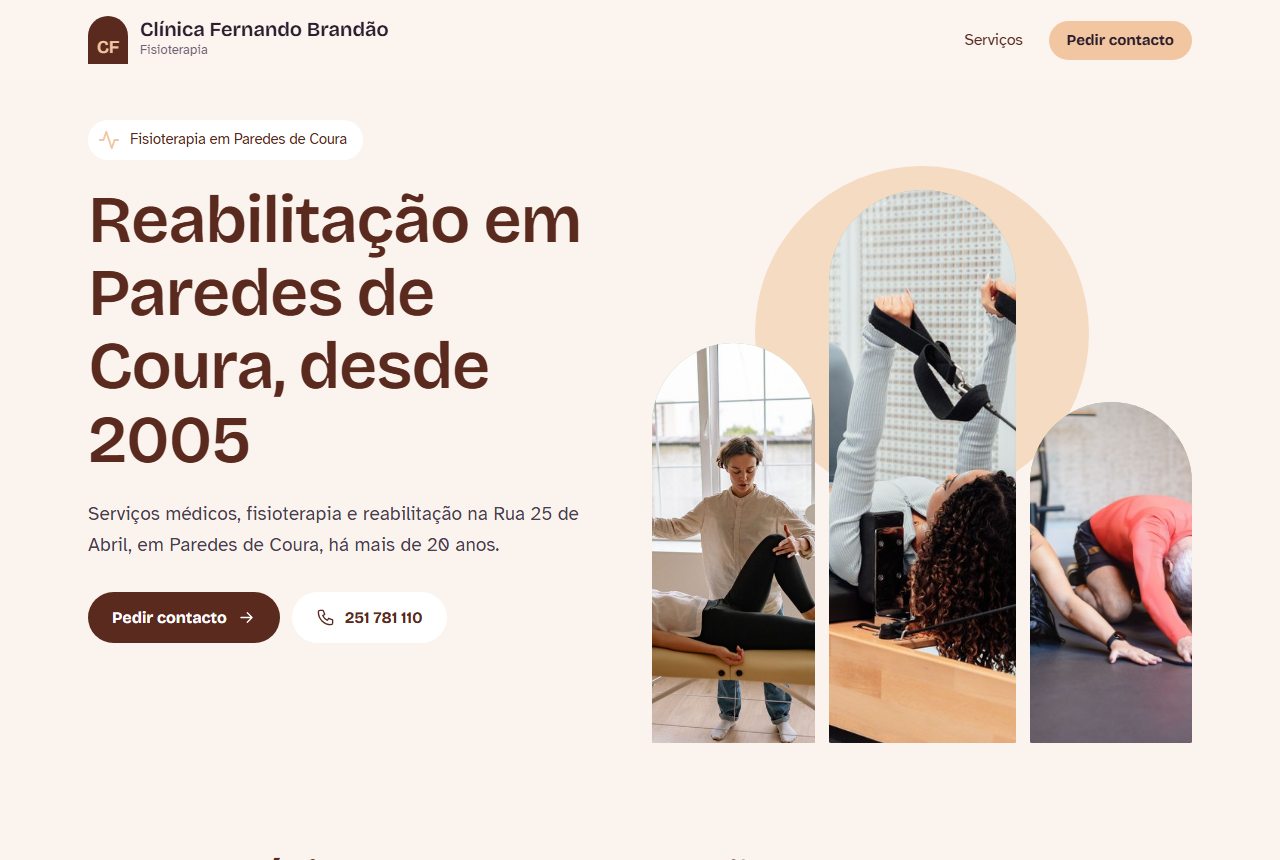 CF
Clínica Fernando Brandão
Fisioterapia
Serviços
Pedir contacto
Fisioterapia em Paredes de Coura
Reabilitação em
Paredes de
Coura, desde
2005
Serviços médicos, fisioterapia e reabilitação na Rua 25 de
Abril, em Paredes de Coura, há mais de 20 anos.
Pedir contacto
251 781 110